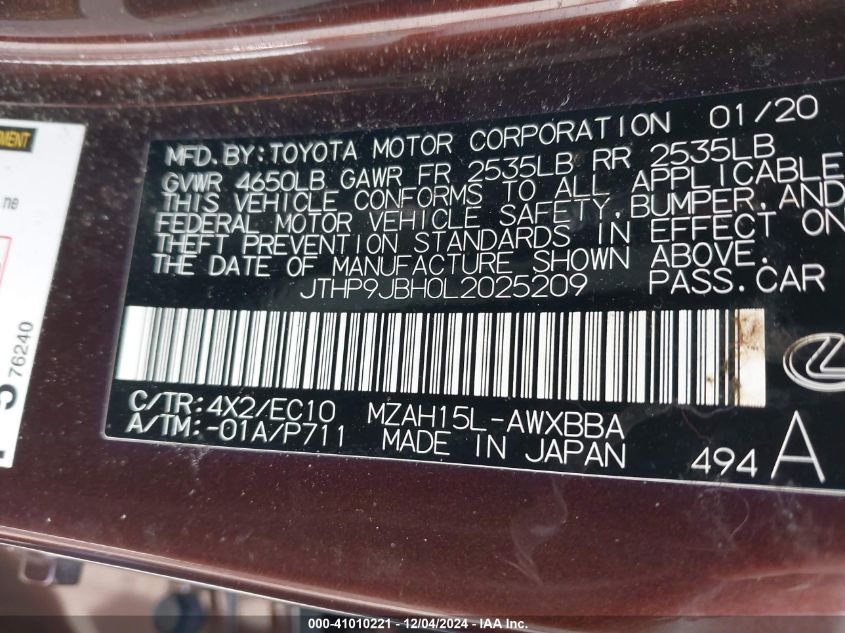 MENT
ne
76240
MFD. BY: TOYOTA MOTOR CORPORATION 01/20
GVWR 4650LB GAWR FR 2535LB RR 2535LB
THIS VEHICLE CONFORMS TO ALL APPLICABLE
FEDERAL MOTOR VEHICLE SAFETY, BUMPER, AND
THEFT PREVENTION STANDARDS IN EFFECT ON
THE DATE OF MANUFACTURE SHOWN ABOVE.
JTHP9JBH0L2025209 PASS. CAR
C/TR: 4X2/EC10 MZAH15L-AWXBBA
A/TM: -01A/P711 MADE IN JAPAN 494 A
000-41010221 - 12/04/2024 - IAA Inc.